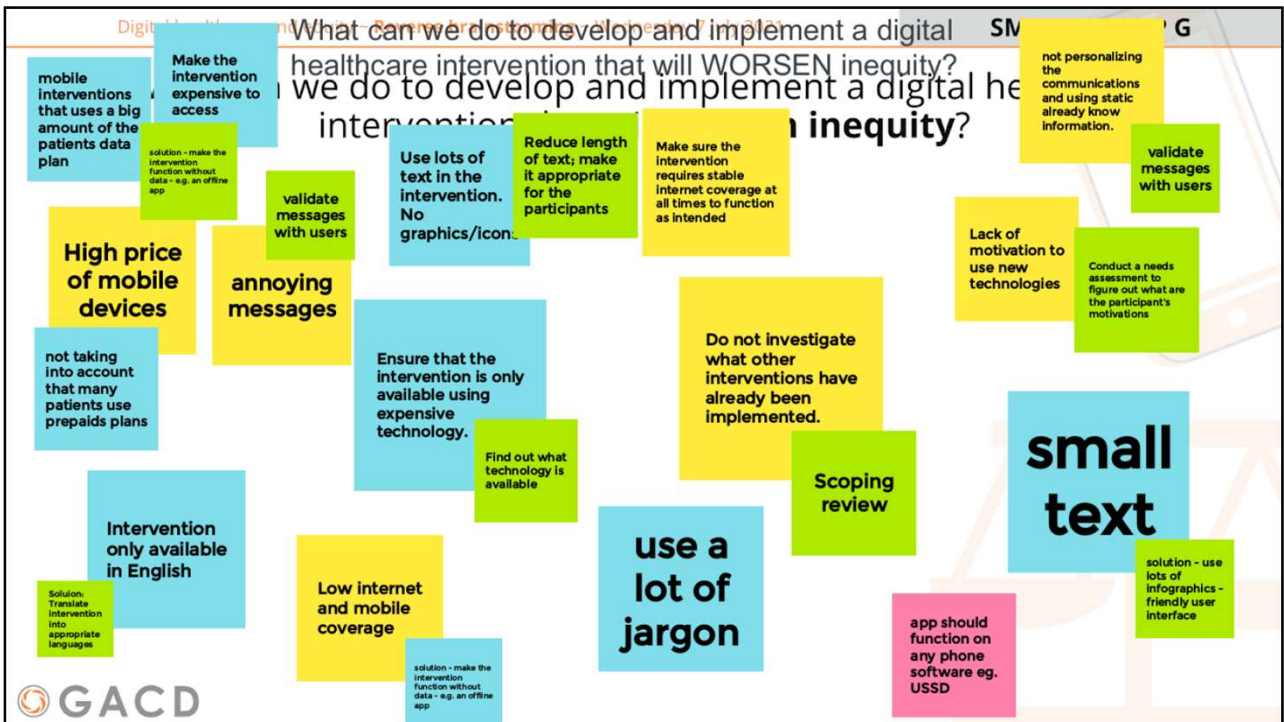 What can we do to develop and implement a digital
healthcare intervention that will WORSEN inequity?
we do to develop and implement a digital
inequity?
mobile
interventions
that uses a big
amount of the
patients data
plan
Make the
intervention
expensive to
access
solution - make the
intervention
function without
data - e.g. an offline
app
validate
messages
with users
Use lots of
text in the
intervention.
No
graphics/icons
Reduce length
of text; make
it appropriate
for the
participants
Make sure the
intervention
requires stable
internet coverage at
all times to function
as intended
not personalizing
the
communications
and using static
already know
information.
validate
messages
with users
High price
of mobile
devices
annoying
messages
Lack of
motivation to
use new
technologies
Conduct a needs
assessment to
figure out what are
the participant's
motivations
not taking
into account
that many
patients use
prepaids plans
Ensure that the
intervention is only
available using
expensive
technology.
Find out what
technology is
available
Do not investigate
what other
interventions have
already been
implemented.
Scoping
review
small
text
solution - use
lots of
infographics -
friendly user
interface
Intervention
only available
in English
Soluion:
Translate
intervention
into
appropriate
languages
Low internet
and mobile
coverage
solution - make the
intervention
function without
data - e.g. an offline
app
use a
lot of
jargon
app should
function on
any phone
software eg.
USSD
GACD